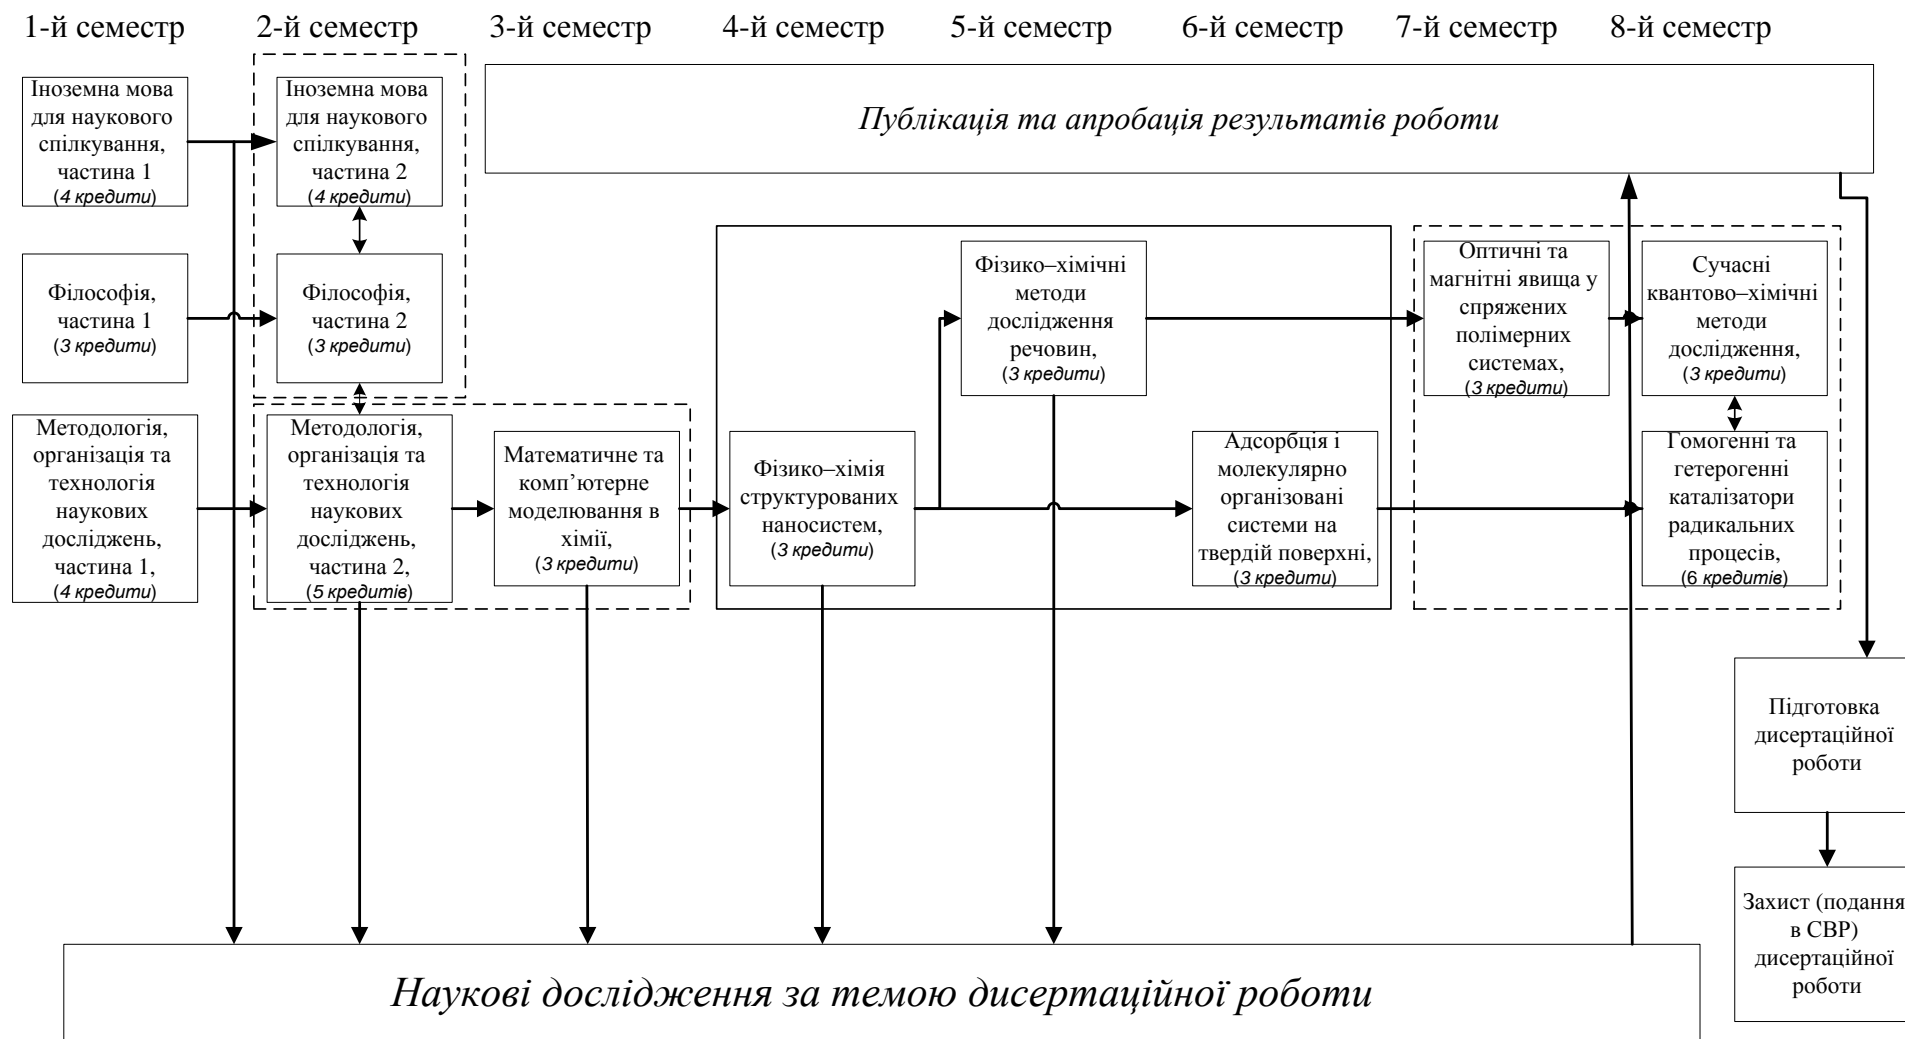 1-й семестр
2-й семестр
3-й семестр
4-й семестр
5-й семестр
6-й семестр
7-й семестр
8-й семестр
Іноземна мова
для наукового
спілкування,
частина 1
(4 кредити)
Іноземна мова
для наукового
спілкування,
частина 2
(4 кредити)
Публікація та апробація результатів роботи
Філософія,
частина 1
(3 кредити)
Філософія,
частина 2
(3 кредити)
Фізико–хімічні
методи
дослідження
речовин,
(3 кредити)
Оптичні та
магнітні явища у
спряжених
полімерних
системах,
(3 кредити)
Сучасні
квантово–хімічні
методи
дослідження,
(3 кредити)
Методологія,
організація та
технологія
наукових
досліджень,
частина 1,
(4 кредити)
Методологія,
організація та
технологія
наукових
досліджень,
частина 2,
(5 кредитів)
Математичне та
комп’ютерне
моделювання в
хімії,
(3 кредити)
Фізико–хімія
структурованих
наносистем,
(3 кредити)
Адсорбція і
молекулярно
організовані
системи на
твердій поверхні,
(3 кредити)
Гомогенні та
гетерогенні
каталізатори
радикальних
процесів,
(6 кредитів)
Підготовка
дисертаційної
роботи
Захист (подання
в СВР)
дисертаційної
роботи
Наукові дослідження за темою дисертаційної роботи